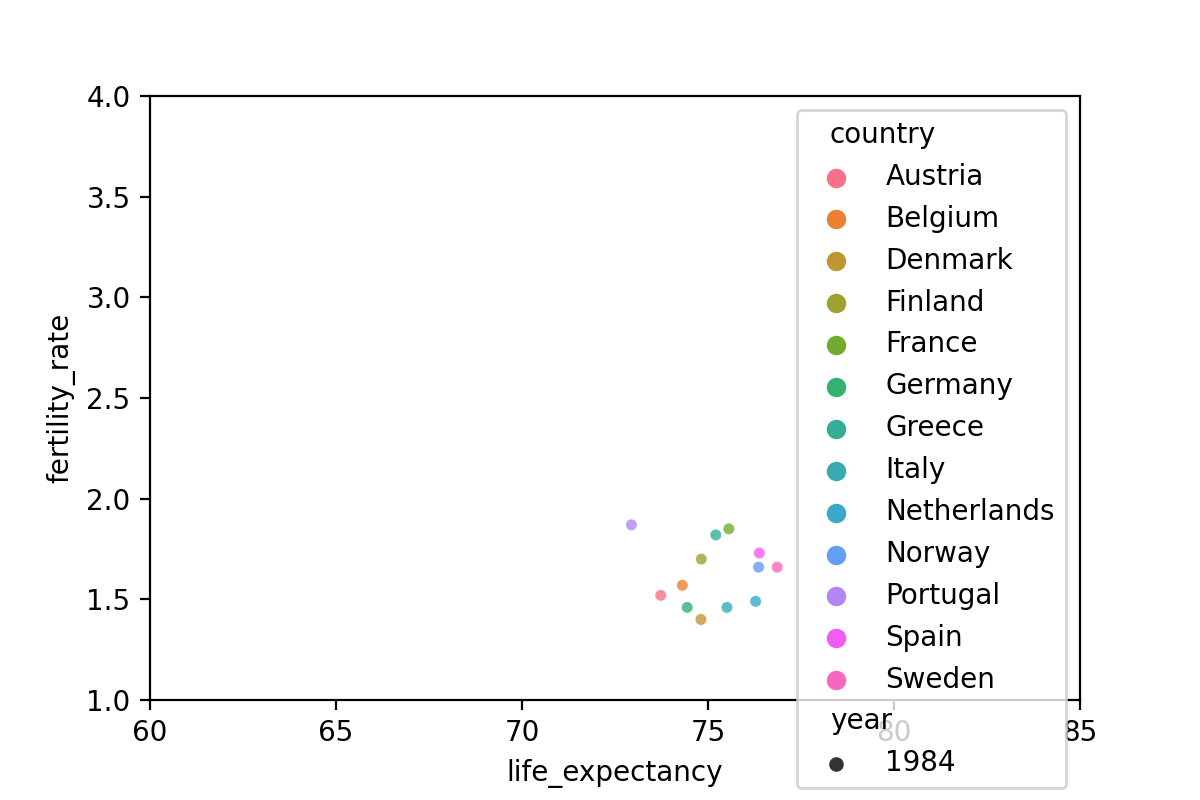 4.0
3.5
3.0
2.5
2.0
1.5
1.0
fertility_rate
60 65 70 75 80 85
life_expectancy
country
Austria
Belgium
Denmark
Finland
France
Germany
Greece
Italy
Netherlands
Norway
Portugal
Spain
Sweden
year
1984